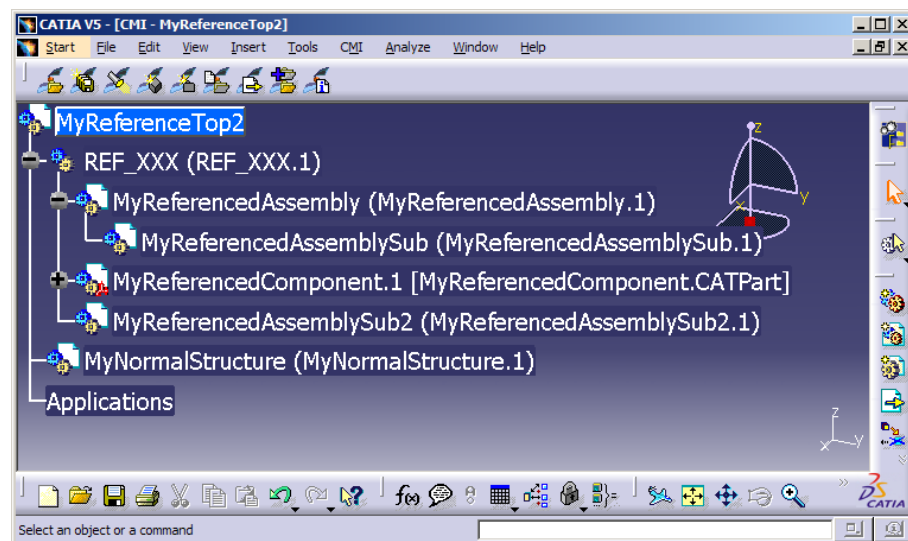 CATIA V5 - [CMI - MyReferenceTop2]
Start File Edit View Insert Tools CMI Analyze Window Help
MyReferenceTop2
REF_XXX (REF_XXX.1)
MyReferencedAssembly (MyReferencedAssembly.1)
MyReferencedAssemblySub (MyReferencedAssemblySub.1)
MyReferencedComponent.1 [MyReferencedComponent.CATPart]
MyReferencedAssemblySub2 (MyReferencedAssemblySub2.1)
MyNormalStructure (MyNormalStructure.1)
Applications
z
y
x
z
y
x
f(x)
CATIA
Select an object or a command